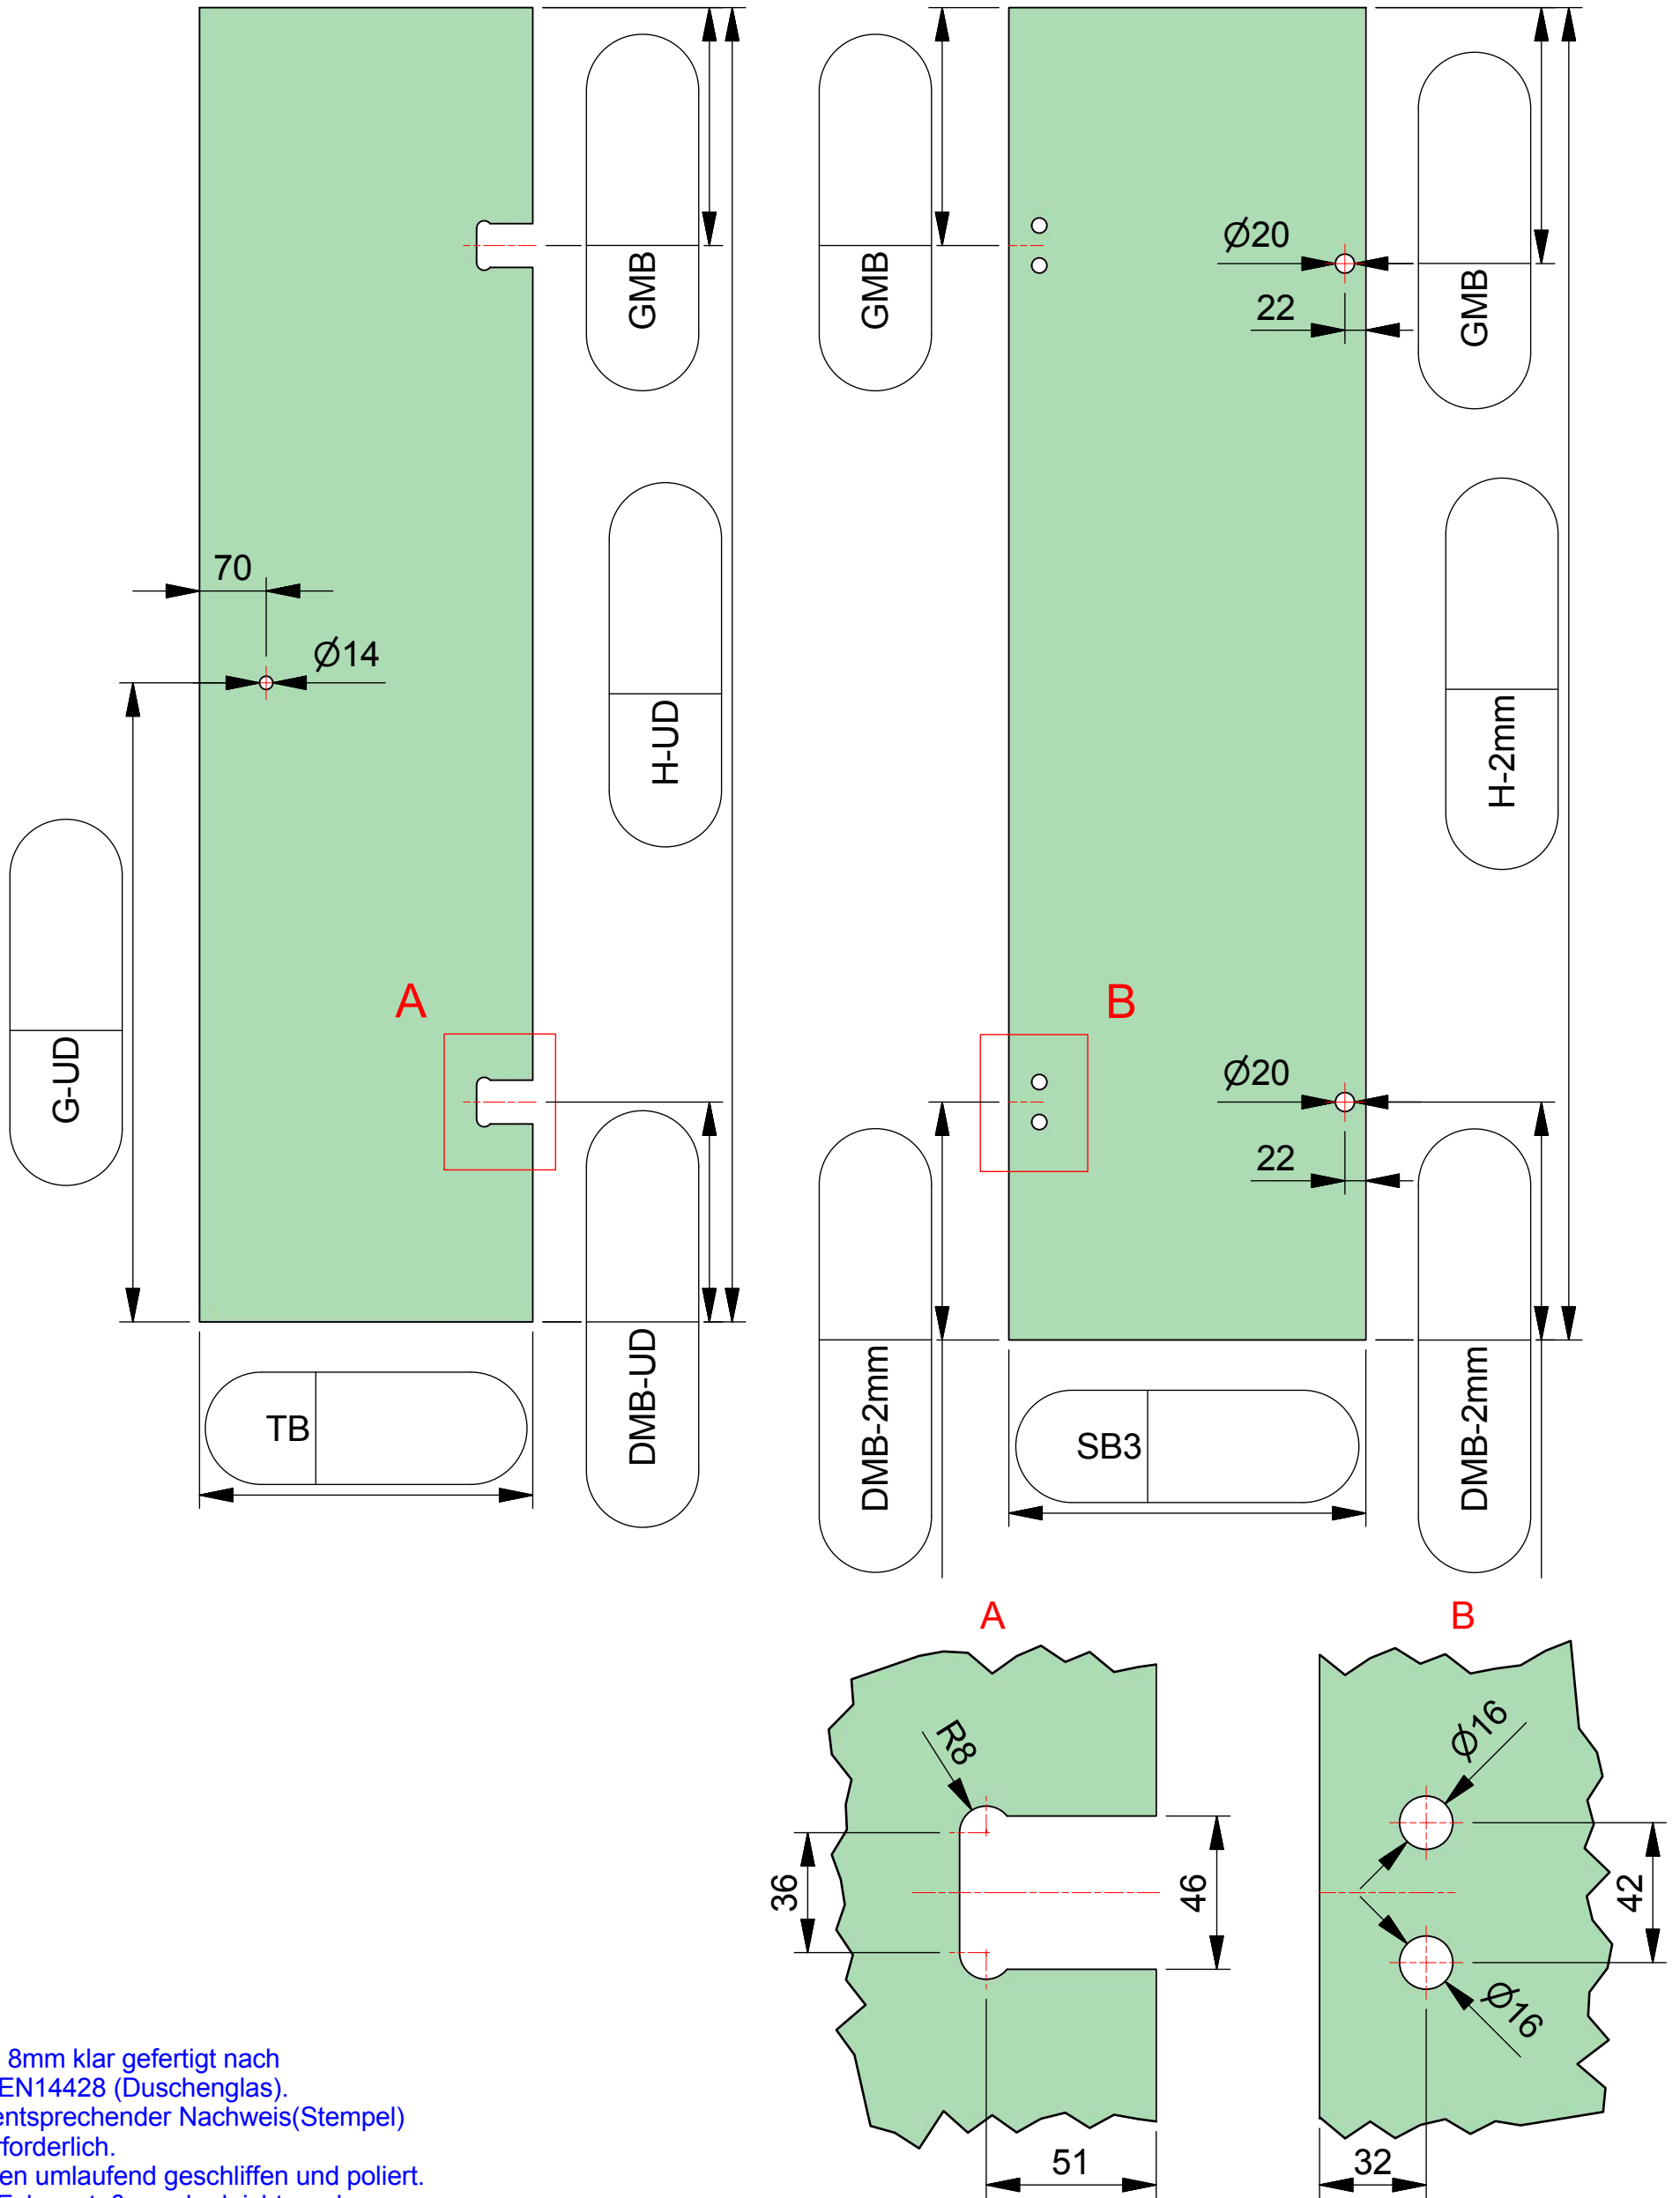 GMB
GMB
Ø20
22
GMB
70
Ø14
H-UD
H-2mm
G-UD
A
B
Ø20
22
DMB-UD
DMB-2mm
DMB-2mm
TB
SB3
A
B
R8
Ø16
36
46
42
Ø16
51
32
8mm klar gefertigt nach
EN14428 (Duschenglas).
entsprechender Nachweis(Stempel)
umlaufend geschliffen und poliert.